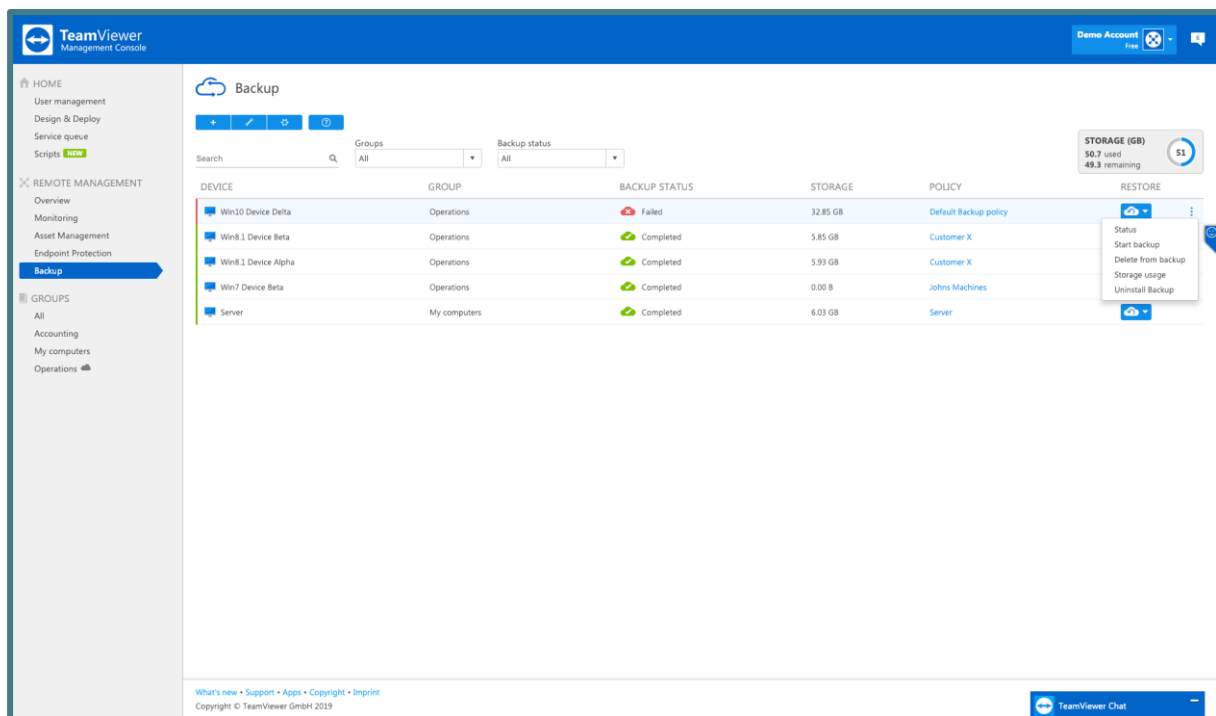 TeamViewer
Management Console
Demo Account
Free
6
HOME
User management
Design & Deploy
Service queue
Scripts NEW
REMOTE MANAGEMENT
Overview
Monitoring
Asset Management
Endpoint Protection
Backup
GROUPS
All
Accounting
My computers
Operations
Backup
+ ?
Groups Backup status
Search All All
STORAGE (GB)
50.7 used
49.3 remaining
51
DEVICE GROUP BACKUP STATUS STORAGE POLICY RESTORE
Win10 Device Delta Operations Failed 32.85 GB Default Backup policy
Win8.1 Device Beta Operations Completed 5.85 GB Customer X
Win8.1 Device Alpha Operations Completed 5.93 GB Customer X
Win7 Device Beta Operations Completed 0.00 B Johns Machines
Server My computers Completed 6.03 GB Server
Status
Start backup
Delete from backup
Storage usage
Uninstall Backup
What's new • Support • Apps • Copyright • Imprint
Copyright © TeamViewer GmbH 2019
TeamViewer Chat